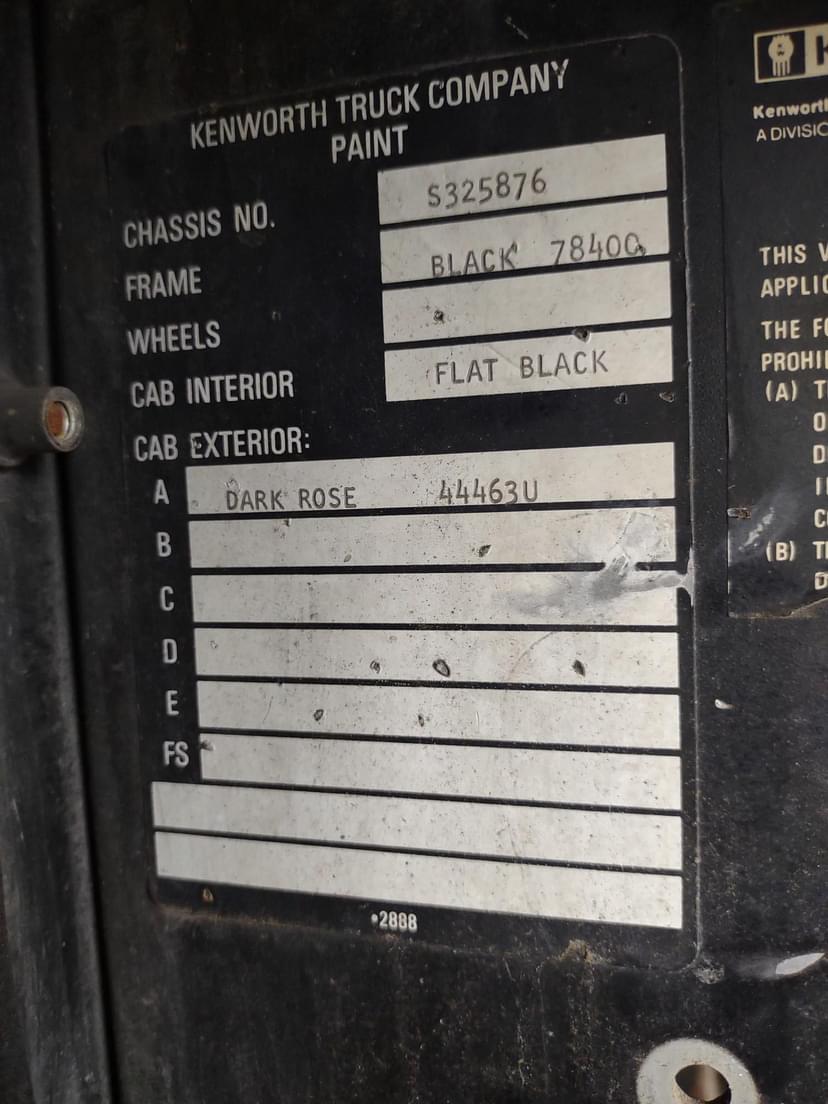 KENWORTH TRUCK COMPANY
PAINT
CHASSIS NO. S325876
FRAME BLACK 7840Q
WHEELS
CAB INTERIOR FLAT BLACK
CAB EXTERIOR:
A DARK ROSE 44463U
B
C
D
E
FS
•2888
Kenworth
A DIVISIO
THIS V
APPLIC
THE FO
PROHI
(A) T
O
D
I
C
(B) T
D